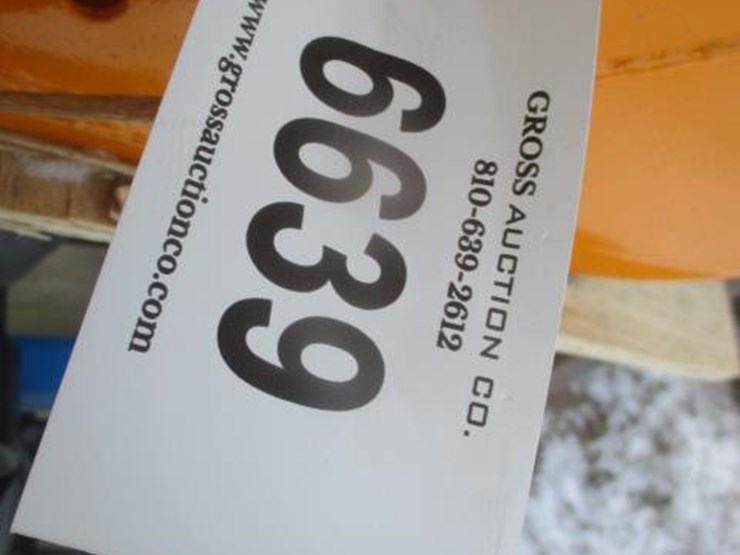 GROSS AUCTION CO.
810-639-2612
6639
www.grossauctionco.com